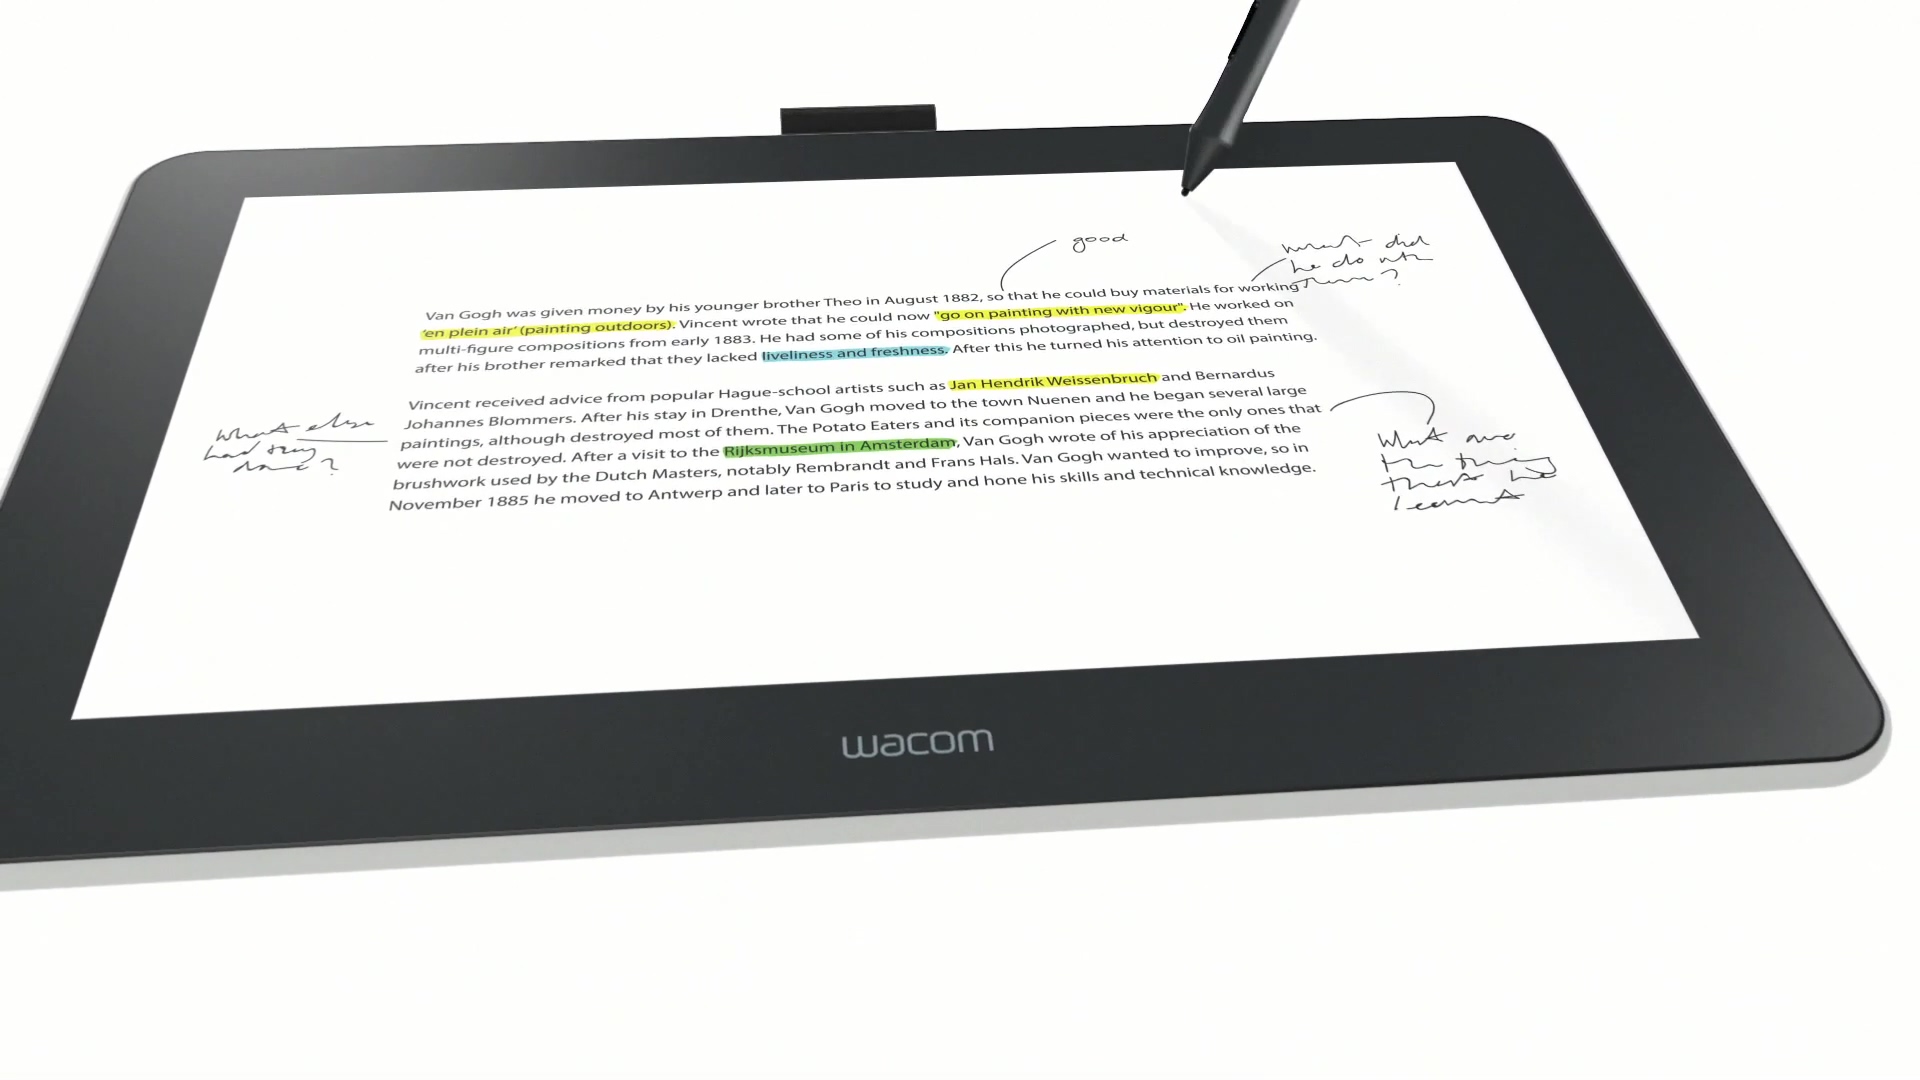 good
what did
he do with
them?
Van Gogh was given money by his younger brother Theo in August 1882, so that he could buy materials for working
'en plein air' (painting outdoors). Vincent wrote that he could now "go on painting with new vigour". He worked on
multi-figure compositions from early 1883. He had some of his compositions photographed, but destroyed them
after his brother remarked that they lacked liveliness and freshness. After this he turned his attention to oil painting.
Vincent received advice from popular Hague-school artists such as Jan Hendrik Weissenbruch and Bernardus
Johannes Blommers. After his stay in Drenthe, Van Gogh moved to the town Nuenen and he began several large
paintings, although destroyed most of them. The Potato Eaters and its companion pieces were the only ones that
were not destroyed. After a visit to the Rijksmuseum in Amsterdam, Van Gogh wrote of his appreciation of the
brushwork used by the Dutch Masters, notably Rembrandt and Frans Hals. Van Gogh wanted to improve, so in
November 1885 he moved to Antwerp and later to Paris to study and hone his skills and technical knowledge.
what else
had they
done?
What are
the things
that he
learnt
wacom